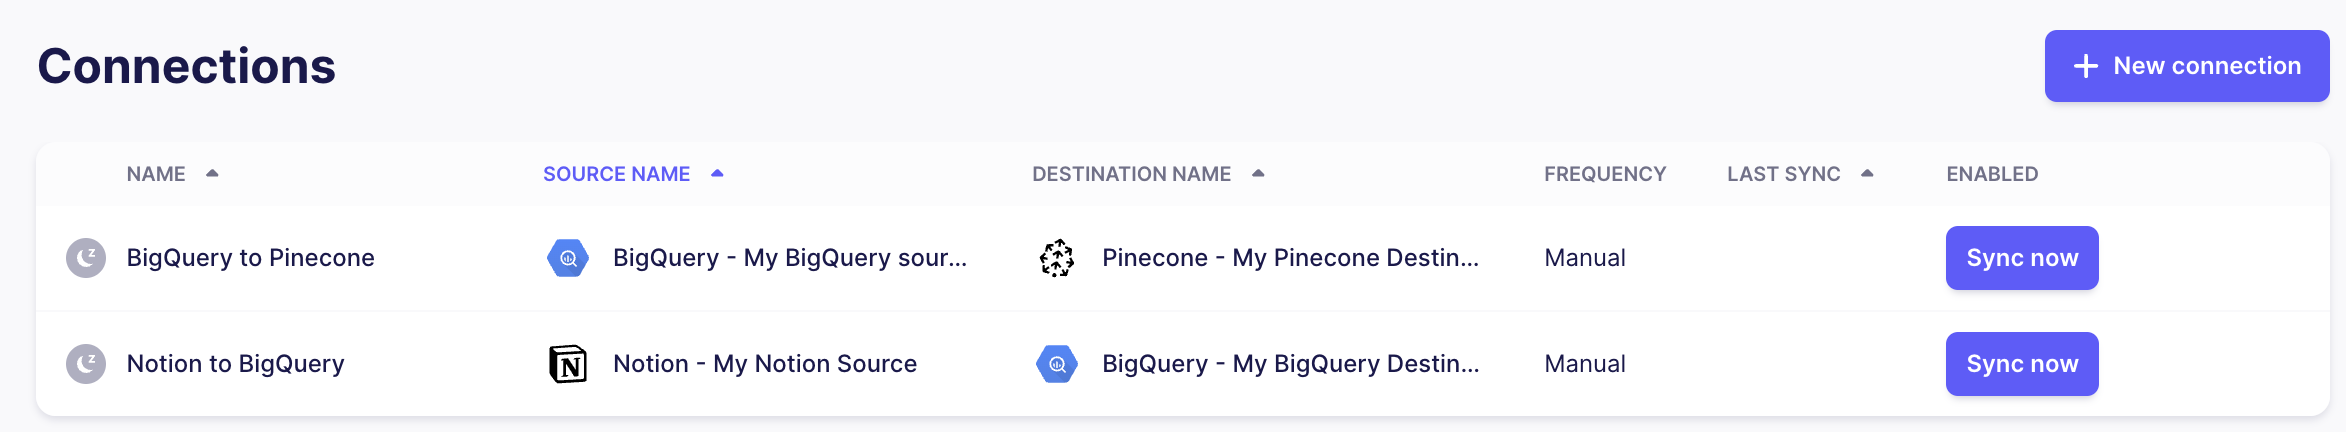 Connections
+ New connection
NAME SOURCE NAME DESTINATION NAME FREQUENCY LAST SYNC ENABLED
BigQuery to Pinecone BigQuery - My BigQuery sour... Pinecone - My Pinecone Destin... Manual Sync now
Notion to BigQuery Notion - My Notion Source BigQuery - My BigQuery Destin... Manual Sync now